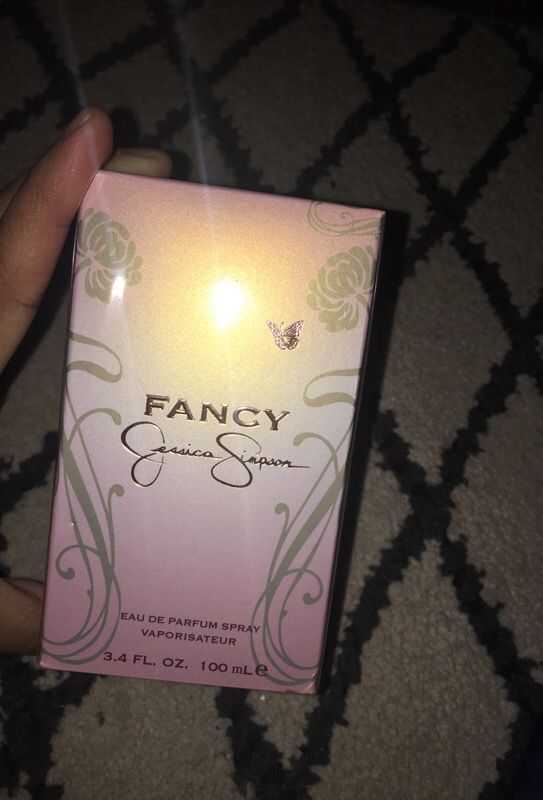 FANCY
Jessica Simpson
EAU DE PARFUM SPRAY
VAPORISATEUR
3.4 FL. OZ. 100 mL e